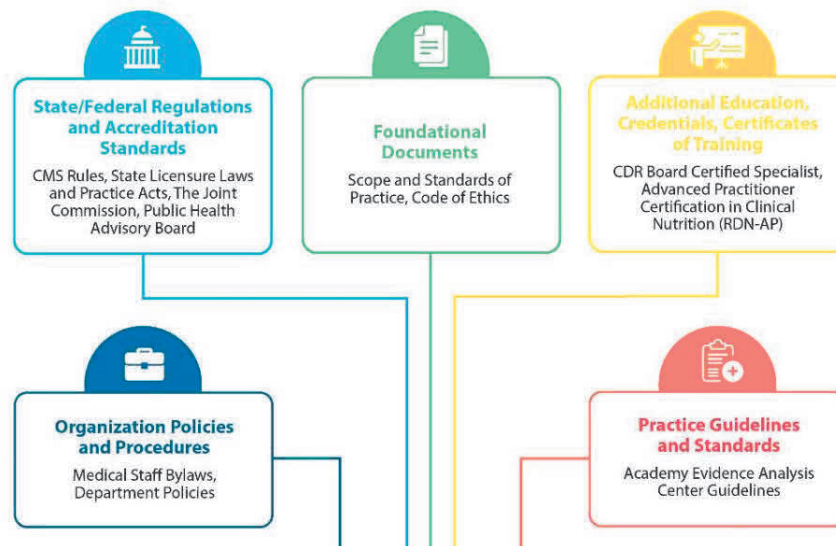 State/Federal Regulations
and Accreditation
Standards
CMS Rules, State Licensure Laws
and Practice Acts, The Joint
Commission, Public Health
Advisory Board
Foundational
Documents
Scope and Standards of
Practice, Code of Ethics
Additional Education,
Credentials, Certificates
of Training
CDR Board Certified Specialist,
Advanced Practitioner
Certification in Clinical
Nutrition (RDN-AP)
Organization Policies
and Procedures
Medical Staff Bylaws,
Department Policies
Practice Guidelines
and Standards
Academy Evidence Analysis
Center Guidelines